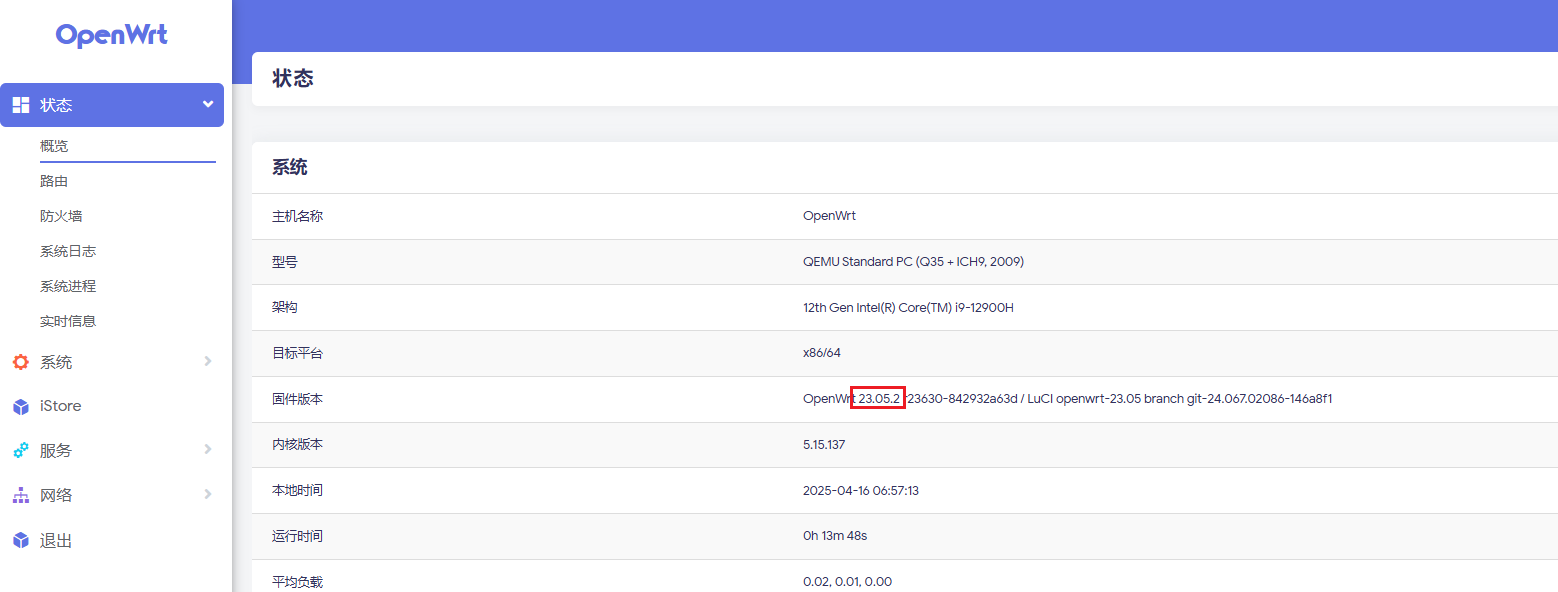 OpenWrt
状态
概览
路由
防火墙
系统日志
系统进程
实时信息
系统
iStore
服务
网络
退出
状态
系统
主机名称 OpenWrt
型号 QEMU Standard PC (Q35 + ICH9, 2009)
架构 12th Gen Intel(R) Core(TM) i9-12900H
目标平台 x86/64
固件版本 OpenWrt 23.05.2 r23630-842932a63d / LuCI openwrt-23.05 branch git-24.067.02086-146a8f1
内核版本 5.15.137
本地时间 2025-04-16 06:57:13
运行时间 0h 13m 48s
平均负载 0.02, 0.01, 0.00